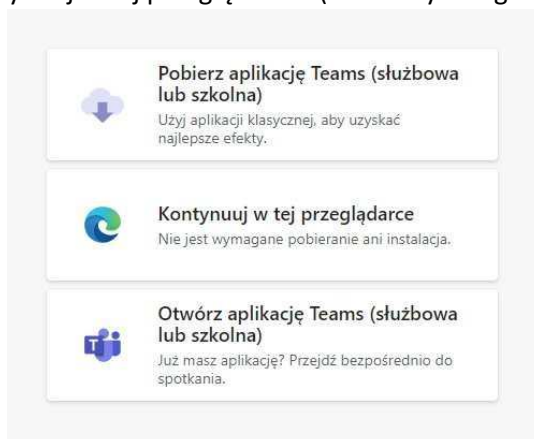 Pobierz aplikację Teams (służbowa
lub szkolna)
Użyj aplikacji klasycznej, aby uzyskać
najlepsze efekty.
Kontynuuj w tej przeglądarce
Nie jest wymagane pobieranie ani instalacja.
Otwórz aplikację Teams (służbowa
lub szkolna)
Już masz aplikację? Przejdź bezpośrednio do
spotkania.